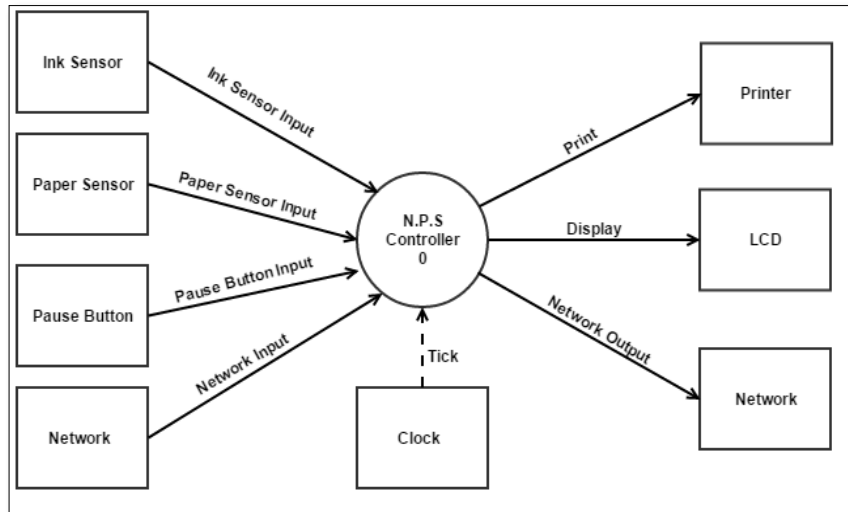 Ink Sensor
Ink Sensor Input
Paper Sensor
Paper Sensor Input
Pause Button
Pause Button Input
Network
Network Input
N.P.S
Controller
0
Tick
Clock
Print
Printer
Display
LCD
Network Output
Network